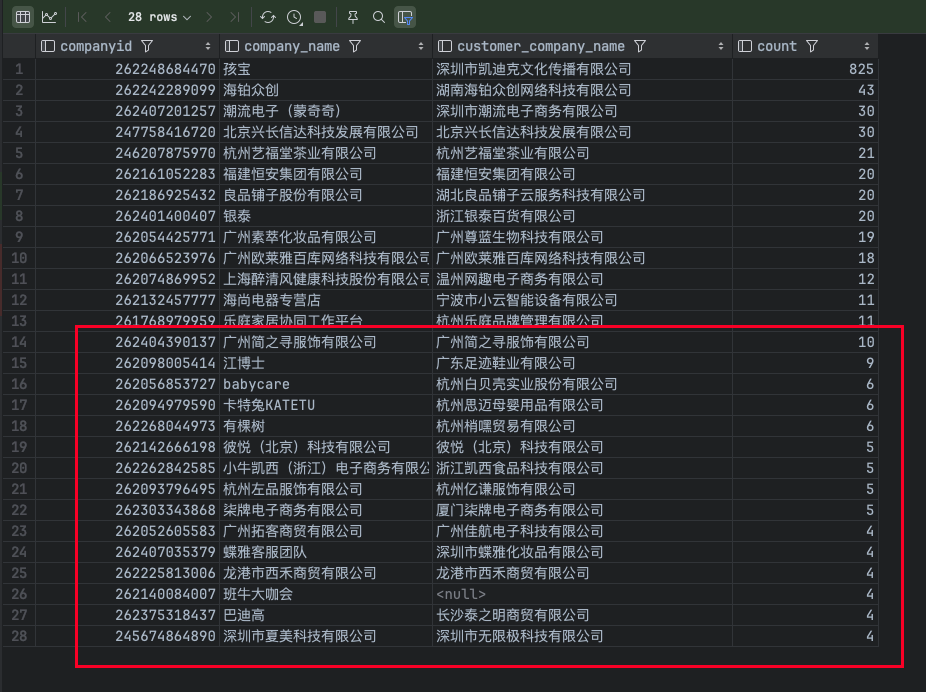 28 rows
companyid company_name customer_company_name count
1 262248684470 孩宝 深圳市凯迪克文化传播有限公司 825
2 262242289099 海铂众创 湖南海铂众创网络科技有限公司 43
3 262407201257 潮流电子（蒙奇奇） 深圳市潮流电子商务有限公司 30
4 247758416720 北京兴长信达科技发展有限公司 北京兴长信达科技发展有限公司 30
5 246207875970 杭州艺福堂茶业有限公司 杭州艺福堂茶业有限公司 21
6 262161052283 福建恒安集团有限公司 福建恒安集团有限公司 20
7 262186925432 良品铺子股份有限公司 湖北良品铺子云服务科技有限公司 20
8 262401400407 银泰 浙江银泰百货有限公司 20
9 262054425771 广州素萃化妆品有限公司 广州尊蓝生物科技有限公司 19
10 262066523976 广州欧莱雅百库网络科技有限公司 广州欧莱雅百库网络科技有限公司 18
11 262074869952 上海醉清风健康科技股份有限公司 温州网趣电子商务有限公司 12
12 262132457777 海尚电器专营店 宁波市小云智能设备有限公司 11
13 261768979959 乐庭家居协同工作平台 杭州乐庭品牌管理有限公司 11
14 262404390137 广州简之寻服饰有限公司 广州简之寻服饰有限公司 10
15 262098005414 江博士 广东足迹鞋业有限公司 9
16 262056853727 babycare 杭州白贝壳实业股份有限公司 6
17 262094979590 卡特兔KATETU 杭州思迈母婴用品有限公司 6
18 262268044973 有棵树 杭州梢嘿贸易有限公司 6
19 262142666198 彼悦（北京）科技有限公司 彼悦（北京）科技有限公司 5
20 262262842585 小牛凯西（浙江）电子商务有限公 浙江凯西食品科技有限公司 5
21 262093796495 杭州左品服饰有限公司 杭州亿谦服饰有限公司 5
22 262303343868 柒牌电子商务有限公司 厦门柒牌电子商务有限公司 5
23 262052605583 广州拓客商贸有限公司 广州佳航电子科技有限公司 4
24 262407035379 蝶雅客服团队 深圳市蝶雅化妆品有限公司 4
25 262225813006 龙港市西禾商贸有限公司 龙港市西禾商贸有限公司 4
26 262140084007 班牛大咖会 <null> 4
27 262375318437 巴迪高 长沙泰之明商贸有限公司 4
28 245674864890 深圳市夏美科技有限公司 深圳市无限极科技有限公司 4